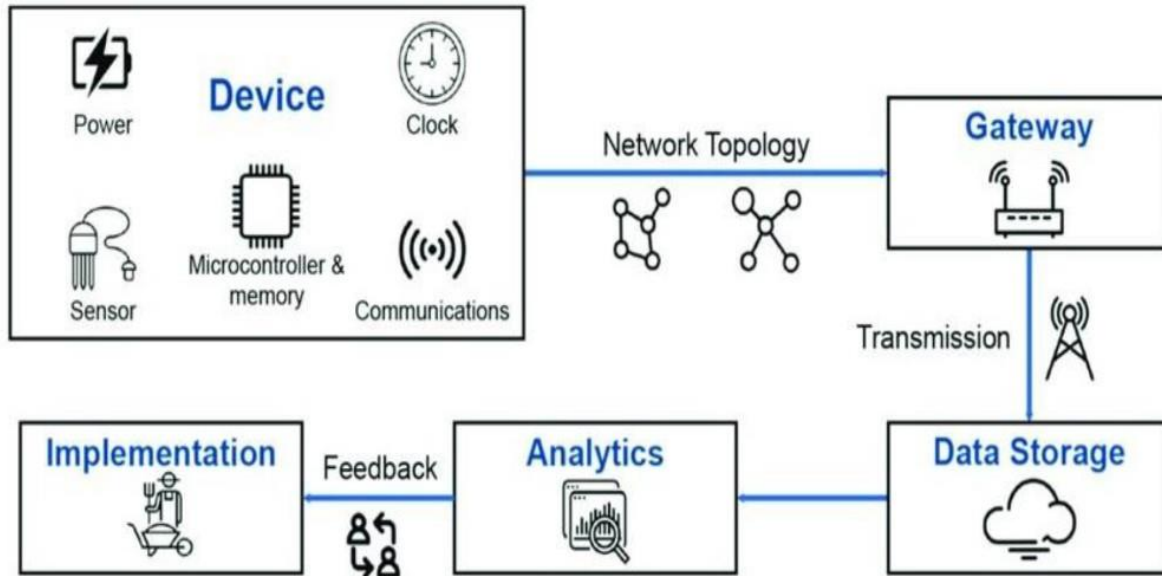 Device
Power
Clock
Sensor
Microcontroller &
memory
Communications
Network Topology
Gateway
Transmission
Data Storage
Analytics
Feedback
Implementation